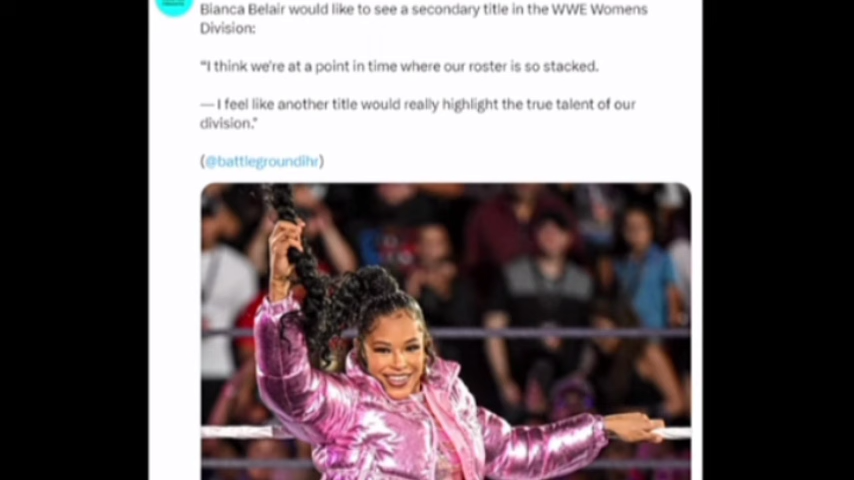 Bianca Belair would like to see a secondary title in the WWE Womens
Division:
"I think we're at a point in time where our roster is so stacked.
— I feel like another title would really highlight the true talent of our
division."
(@battlegroundihr)